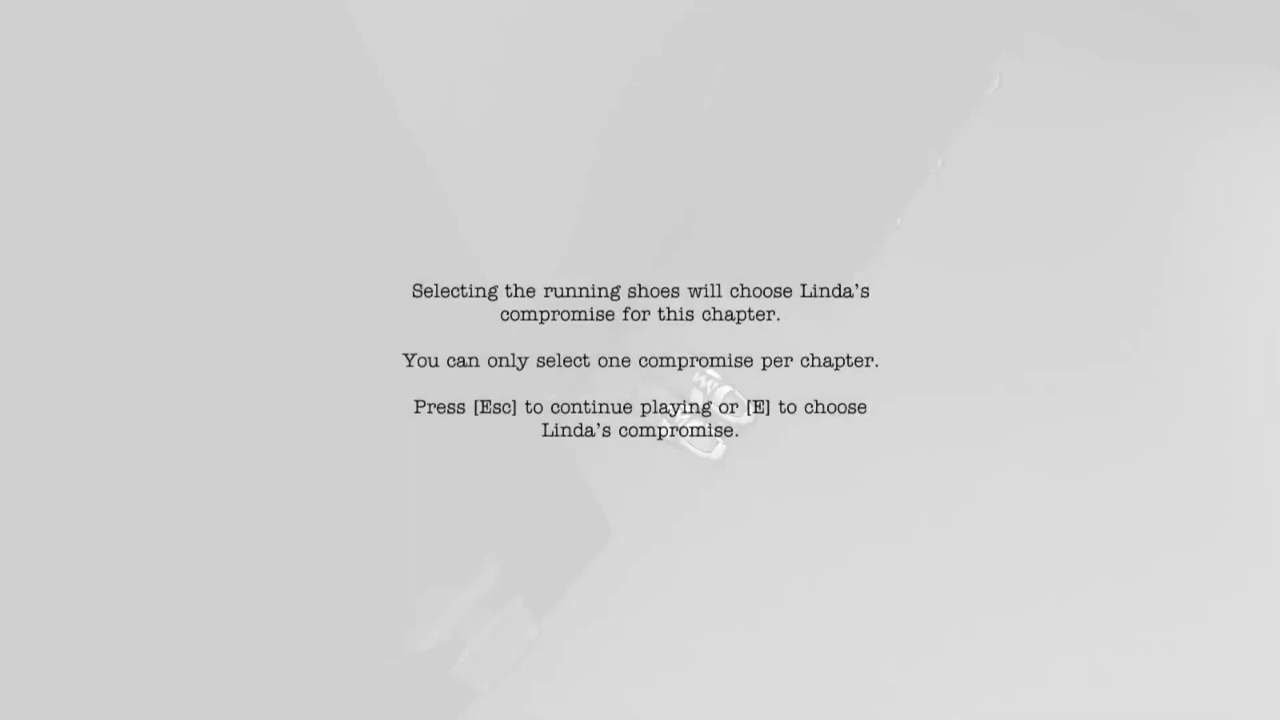 Selecting the running shoes will choose Linda's
compromise for this chapter.
You can only select one compromise per chapter.
Press [Esc] to continue playing or [E] to choose
Linda's compromise.